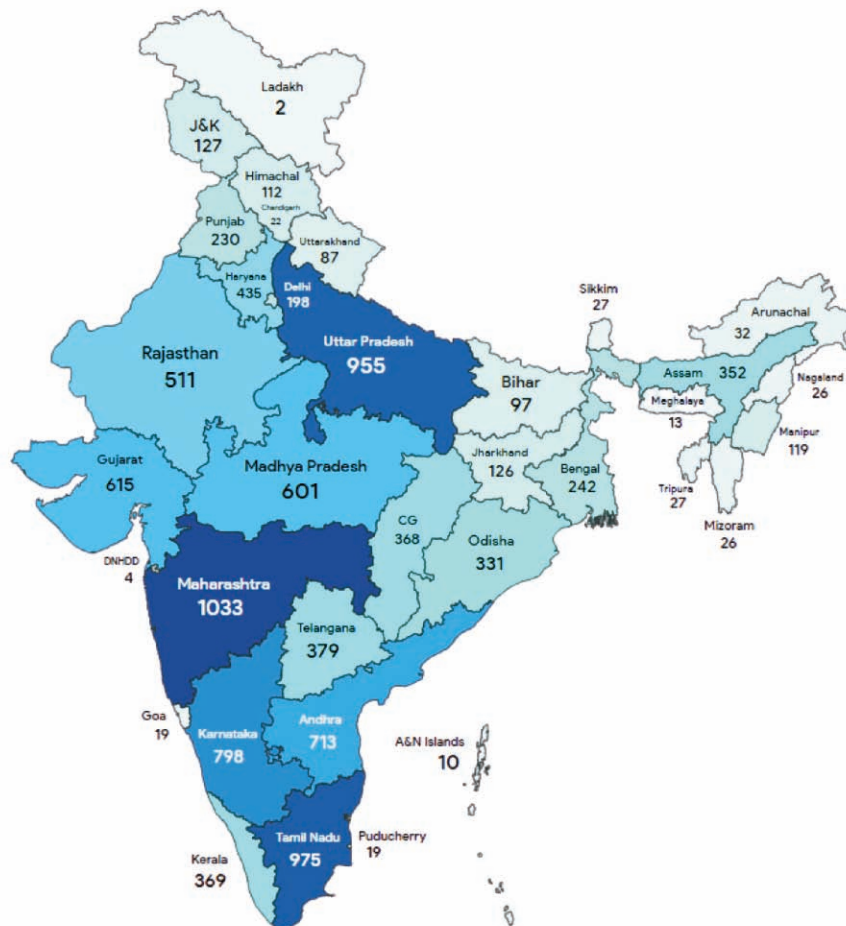 Ladakh
2
J&K
127
Himachal
112
Chandigarh
22
Punjab
230
Uttarakhand
87
Haryana
435
Delhi
198
Sikkim
27
Arunachal
32
Rajasthan
511
Uttar Pradesh
955
Bihar
97
Assam 352
Nagaland
26
Meghalaya
13
Manipur
119
Gujarat
615
Madhya Pradesh
601
Jharkhand
126
Bengal
242
Tripura
27
Mizoram
26
CG
368
Odisha
331
DNHDD
4
Maharashtra
1033
Telangana
379
Goa
19
Karnataka
798
Andhra
713
A&N Islands
10
Kerala
369
Tamil Nadu
975
Puducherry
19